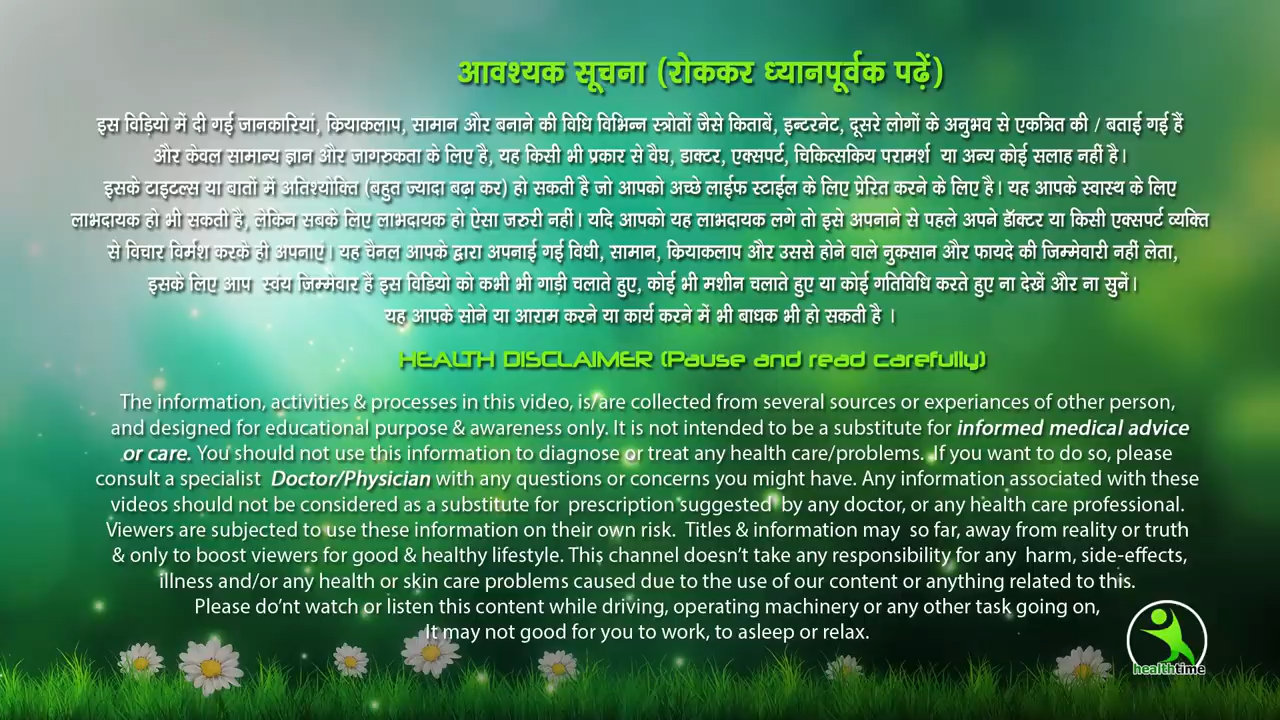 आवश्यक सूचना (रोककर ध्यानपूर्वक पढ़ें)
इस विड़ियो में दी गई जानकारियां, कियाकलाप, सामान और बनाने की विधि विभिन्न स्त्रोतों जैसे किताबें, इन्टरनेट, दूसरे लोगों के अनुभव से एकत्रित की / बताई गई हैं
और केवल सामान्य ज्ञान और जागरुकता के लिए है, यह किसी भी प्रकार से वैघ, डाक्टर, एक्सपर्ट, चिकित्सकिय परामर्श या अन्य कोई सलाह नहीं है।
इसके टाइटल्स या बातों में अतिश्योक्ति (बहुत ज्यादा बढ़ा कर) हो सकती है जो आपको अच्छे लाईफ स्टाईल के लिए प्रेरित करने के लिए है। यह आपके स्वास्थ के लिए
लाभदायक हो भी सकती है, लेकिन सबके लिए लाभदायक हो ऐसा जरुरी नहीं। यदि आपको यह लाभदायक लगे तो इसे अपनाने से पहले अपने डॉक्टर या किसी एक्सपर्ट व्यक्ति
से विचार विर्मश करके ही अपनाएं। यह चैनल आपके द्वारा अपनाई गई विधी, सामान, कियाकलाप और उससे होने वाले नुकसान और फायदे की जिम्मेवारी नहीं लेता,
इसके लिए आप स्वंय जिम्मेवार हैं इस विडियो को कभी भी गाड़ी चलाते हुए, कोई भी मशीन चलाते हुए या कोई गतिविधि करते हुए ना देखें और ना सुनें।
यह आपके सोने या आराम करने या कार्य करने में भी बाधक भी हो सकती है ।
HEALTH DISCLAIMER (Pause and read carefully)
The information, activities & processes in this video, is/are collected from several sources or experiances of other person,
and designed for educational purpose & awareness only. It is not intended to be a substitute for informed medical advice
or care. You should not use this information to diagnose or treat any health care/problems. If you want to do so, please
consult a specialist Doctor/Physician with any questions or concerns you might have. Any information associated with these
videos should not be considered as a substitute for prescription suggested by any doctor, or any health care professional.
Viewers are subjected to use these information on their own risk. Titles & information may so far, away from reality or truth
& only to boost viewers for good & healthy lifestyle. This channel doesn't take any responsibility for any harm, side-effects,
illness and/or any health or skin care problems caused due to the use of our content or anything related to this.
Please do'nt watch or listen this content while driving, operating machinery or any other task going on,
It may not good for you to work, to asleep or relax.
healthtime